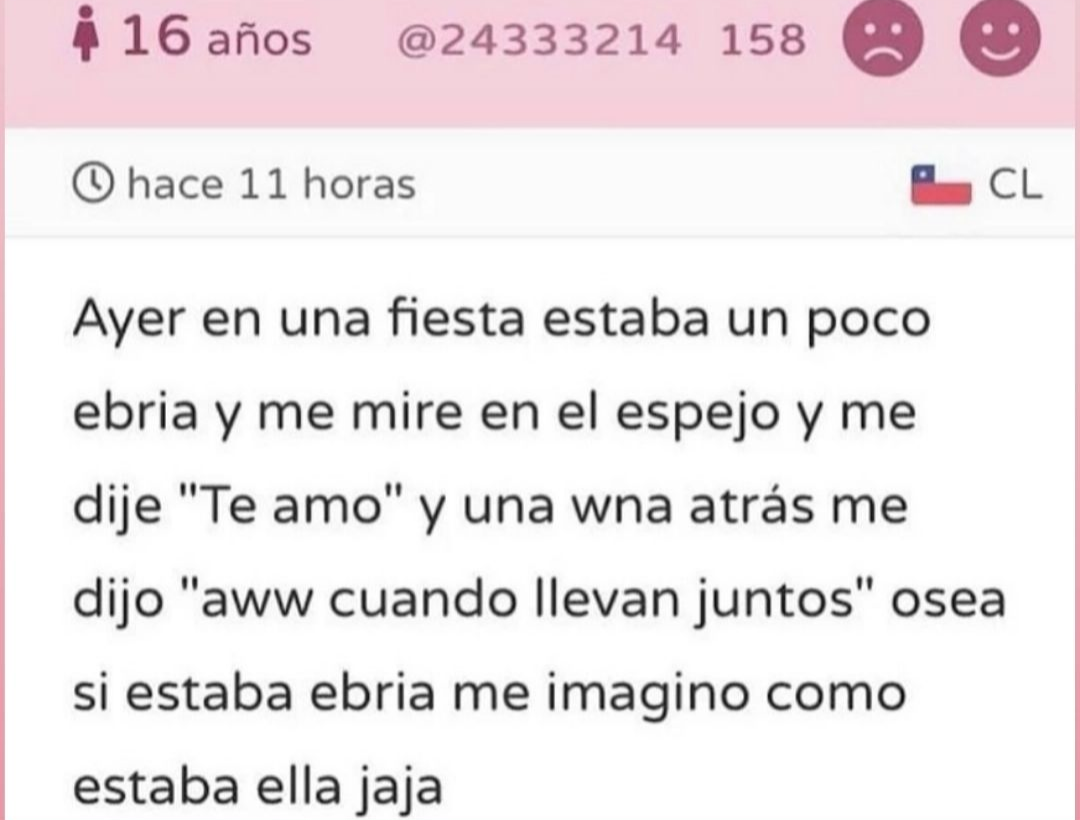 16 años @24333214 158
hace 11 horas CL
Ayer en una fiesta estaba un poco
ebria y me mire en el espejo y me
dije "Te amo" y una wna atrás me
dijo "aww cuando llevan juntos" osea
si estaba ebria me imagino como
estaba ella jaja